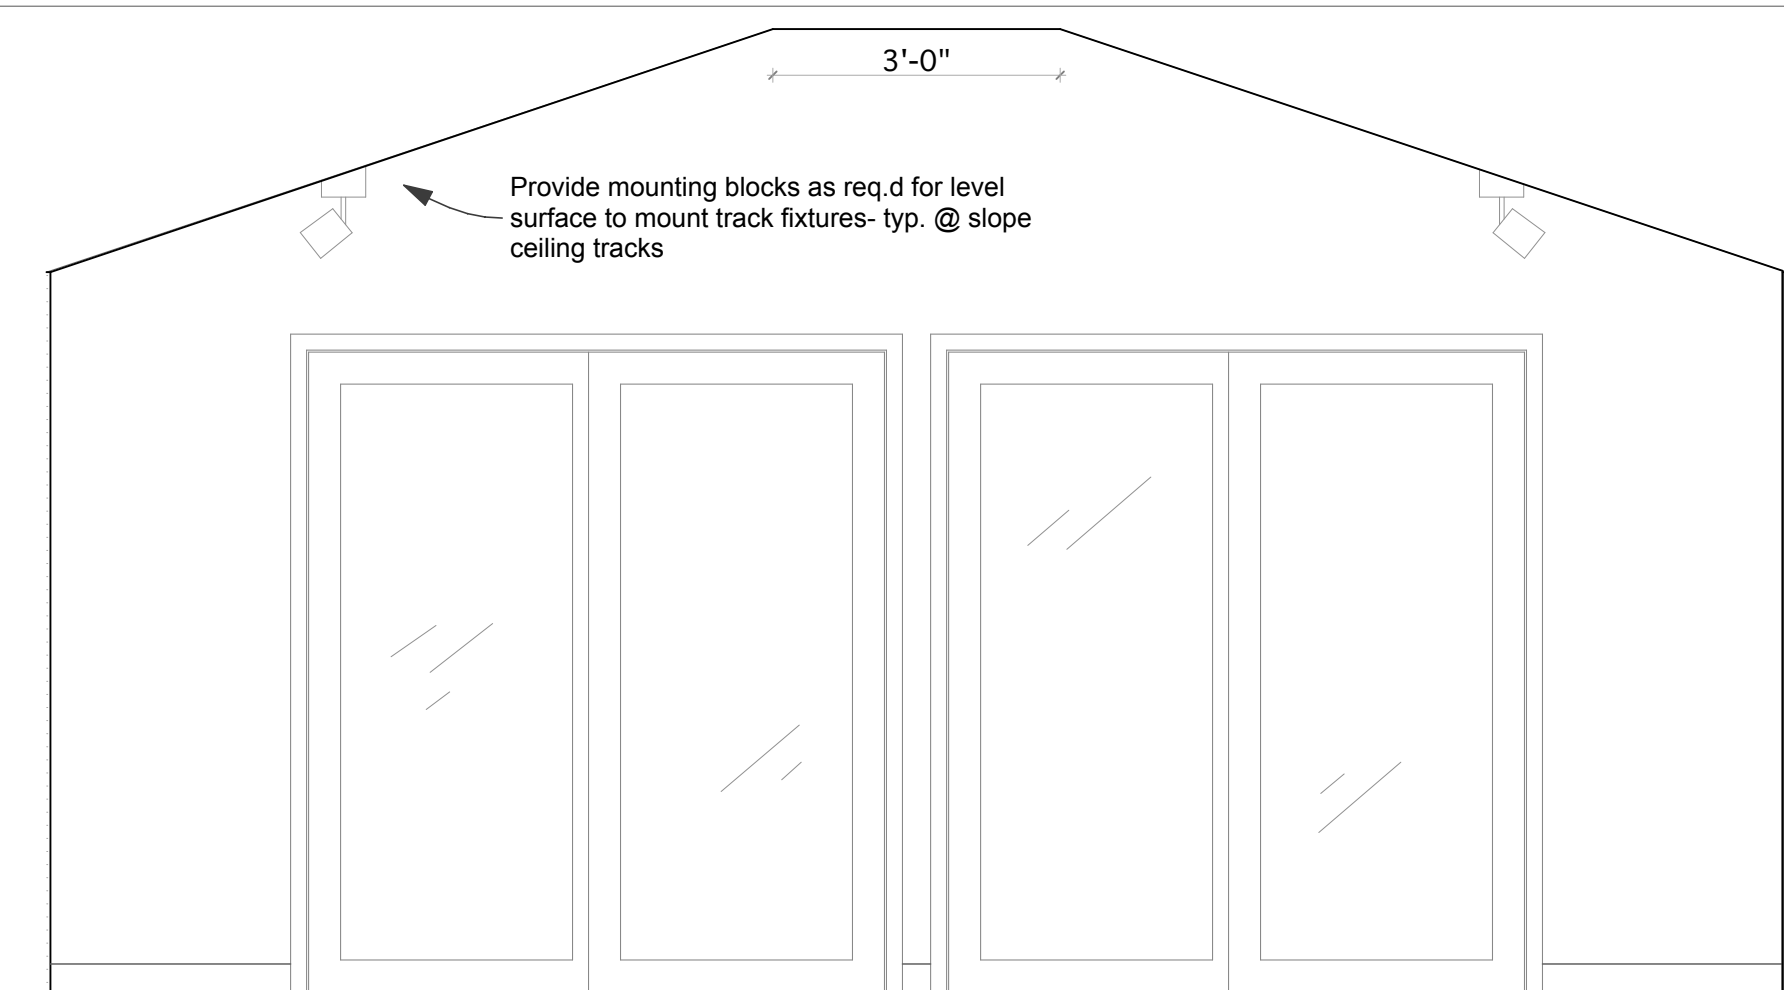 3'-0"
Provide mounting blocks as req.d for level
surface to mount track fixtures- typ. @ slope
ceiling tracks